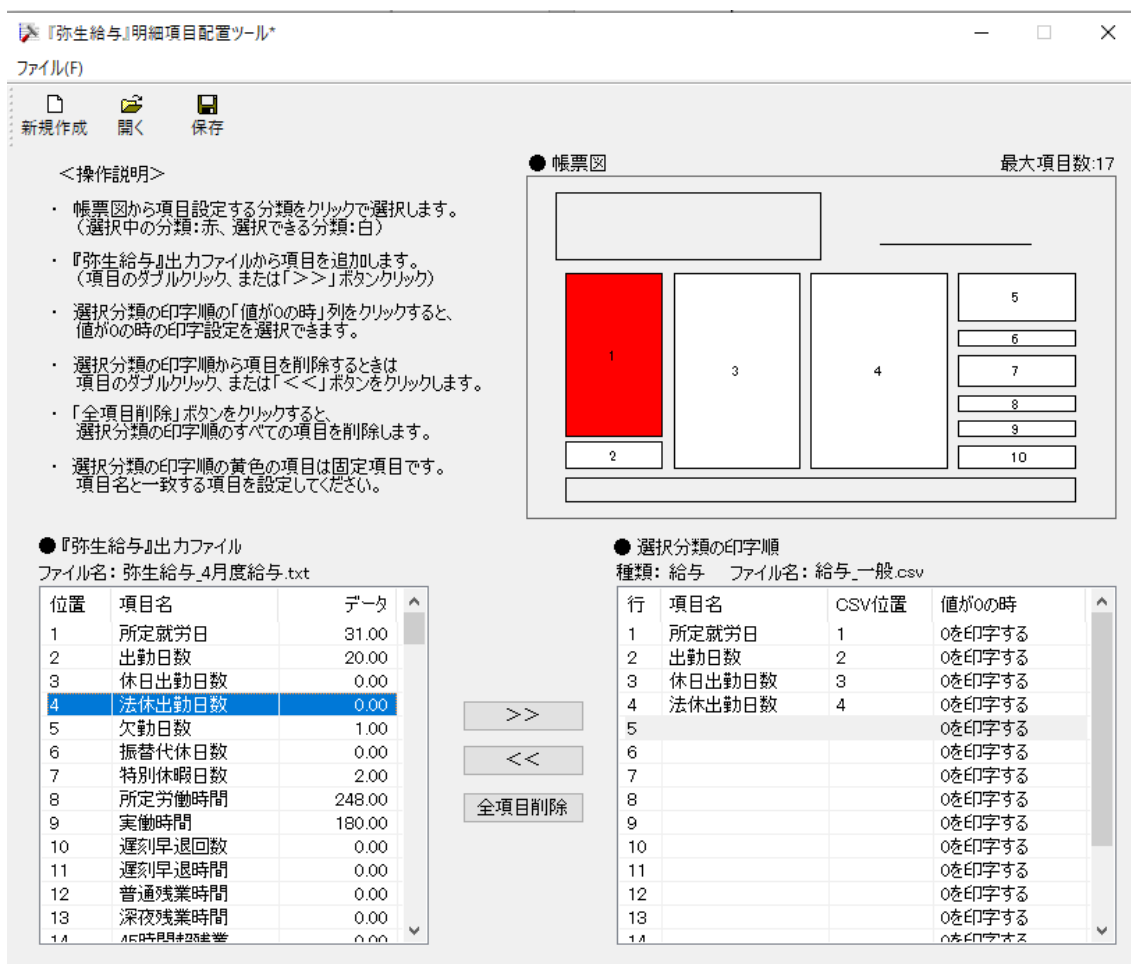 『弥生給与』明細項目配置ツール*
ファイル(F)
新規作成 開く 保存
<操作説明>
・ 帳票図から項目設定する分類をクリックで選択します。
（選択中の分類：赤、選択できる分類：白）
・ 『弥生給与』出力ファイルから項目を追加します。
（項目のダブルクリック、または「>>」ボタンクリック）
・ 選択分類の印字順の「値が0の時」列をクリックすると、
値が0の時の印字設定を選択できます。
・ 選択分類の印字順から項目を削除するときは
項目のダブルクリック、または「<<」ボタンをクリックします。
・ 「全項目削除」ボタンをクリックすると、
選択分類の印字順のすべての項目を削除します。
・ 選択分類の印字順の黄色の項目は固定項目です。
項目名と一致する項目を設定してください。
● 帳票図 最大項目数:17
1
2
3
4
5
6
7
8
9
10
●『弥生給与』出力ファイル
ファイル名：弥生給与_4月度給与.txt
位置 項目名 データ
1 所定就労日 31.00
2 出勤日数 20.00
3 休日出勤日数 0.00
4 法休出勤日数 0.00
5 欠勤日数 1.00
6 振替代休日数 0.00
7 特別休暇日数 2.00
8 所定労働時間 248.00
9 実働時間 180.00
10 遅刻早退回数 0.00
11 遅刻早退時間 0.00
12 普通残業時間 0.00
13 深夜残業時間 0.00
14 45時間超残業 0.00
>>
<<
全項目削除
● 選択分類の印字順
種類：給与 ファイル名：給与_一般.csv
行 項目名 CSV位置 値が0の時
1 所定就労日 1 0を印字する
2 出勤日数 2 0を印字する
3 休日出勤日数 3 0を印字する
4 法休出勤日数 4 0を印字する
5 0を印字する
6 0を印字する
7 0を印字する
8 0を印字する
9 0を印字する
10 0を印字する
11 0を印字する
12 0を印字する
13 0を印字する
14 0を印字する